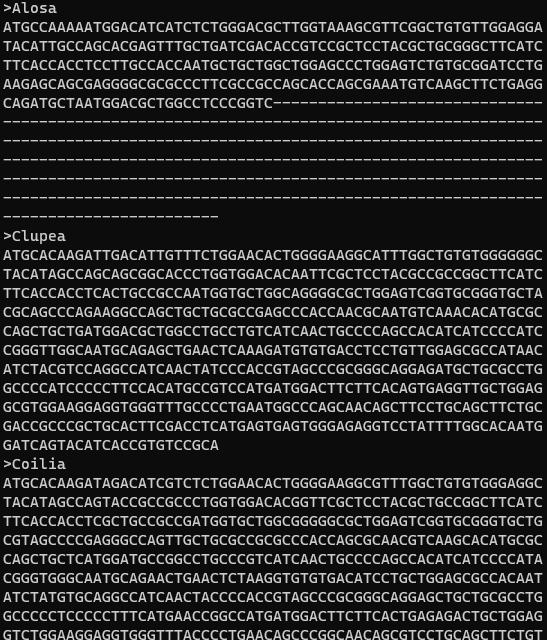 >Alosa
ATGCCAAAAATGGACATCATCTCTGGGACGCTTGGTAAAGCGTTCGGCTGTGTTGGAGGA
TACATTGCCAGCACGAGTTTGCTGATCGACACCGTCCGCTCCTACGCTGCGGGCTTCATC
TTCACCACCTCCTTGCCACCAATGCTGCTGGCTGGAGCCCTGGAGTCTGTGCGGATCCTG
AAGAGCAGCGAGGGGCGCGCCCTTCGCCGCCAGCACCAGCGAAATGTCAAGCTTCTGAGG
CAGATGCTAATGGACGCTGGCCTCCCGGTC------------------------------
------------------------------------------------------------
------------------------------------------------------------
------------------------------------------------------------
------------------------------------------------------------
------------------------------------------------------------
------------------------
>Clupea
ATGCACAAGATTGACATTGTTTCTGGAACACTGGGGAAGGCATTTGGCTGTGTGGGGGGC
TACATAGCCAGCAGCGGCACCCTGGTGGACACAATTCGCTCCTACGCCGCCGGCTTCATC
TTCACCACCTCACTGCCGCCAATGGTGCTGGCAGGGGCGCTGGAGTCGGTGCGGGTGCTA
CGCAGCCCAGAAGGCCAGCTGCTGCGCCGAGCCCACCAACGCAATGTCAAACACATGCGC
CAGCTGCTGATGGACGCTGGCCTGCCTGTCATCAACTGCCCCAGCCACATCATCCCCATC
CGGGTTGGCAATGCAGAGCTGAACTCAAAGATGTGTGACCTCCTGTTGGAGCGCCATAAC
ATCTACGTCCAGGCCATCAACTATCCCACCGTAGCCCGCGGGCAGGAGATGCTGCGCCTG
GCCCCATCCCCCTTCCACATGCCGTCCATGATGGACTTCTTCACAGTGAGGTTGCTGGAG
GCGTGGAAGGAGGTGGGTTTGCCCCTGAATGGCCCAGCAACAGCTTCCTGCAGCTTCTGC
GACCGCCCGCTGCACTTCGACCTCATGAGTGAGTGGGAGAGGTCCTATTTTGGCACAATG
GATCAGTACATCACCGTGTCCGCA
>Coilia
ATGCACAAGATAGACATCGTCTCTGGAACACTGGGGAAGGCGTTTGGCTGTGTGGGAGGC
TACATAGCCAGTACCGCCGCCCTGGTGGACACGGTTCGCTCCTACGCTGCCGGCTTCATC
TTCACCACCTCGCTGCCGCCGATGGTGCTGGCGGGGGCGCTGGAGTCGGTGCGGGTGCTG
CGTAGCCCCGAGGGCCAGTTGCTGCGCCGCGCCCACCAGCGCAACGTCAAGCACATGCGC
CAGCTGCTCATGGATGCCGGCCTGCCCGTCATCAACTGCCCCAGCCACATCATCCCCATA
CGGGTGGGCAATGCAGAACTGAACTCTAAGGTGTGTGACATCCTGCTGGAGCGCCACAAT
ATCTATGTGCAGGCCATCAACTACCCCACCGTAGCCCGCGGGCAGGAGCTGCTGCGCCTG
GCCCCCTCCCCCTTTCATGAACCGGCCATGATGGACTTCTTCACTGAGAGACTGCTGGAG
GTCTGGAAGGAGGTGGGTTTACCCCTGAACAGCCCGGCAACAGCGTCCTGCAGCTTCTGT